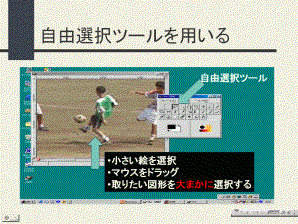 自由選択ツールを用いる
自由選択ツール
・小さい絵を選択
・マウスをドラッグ
・取りたい図形を大まかに選択する